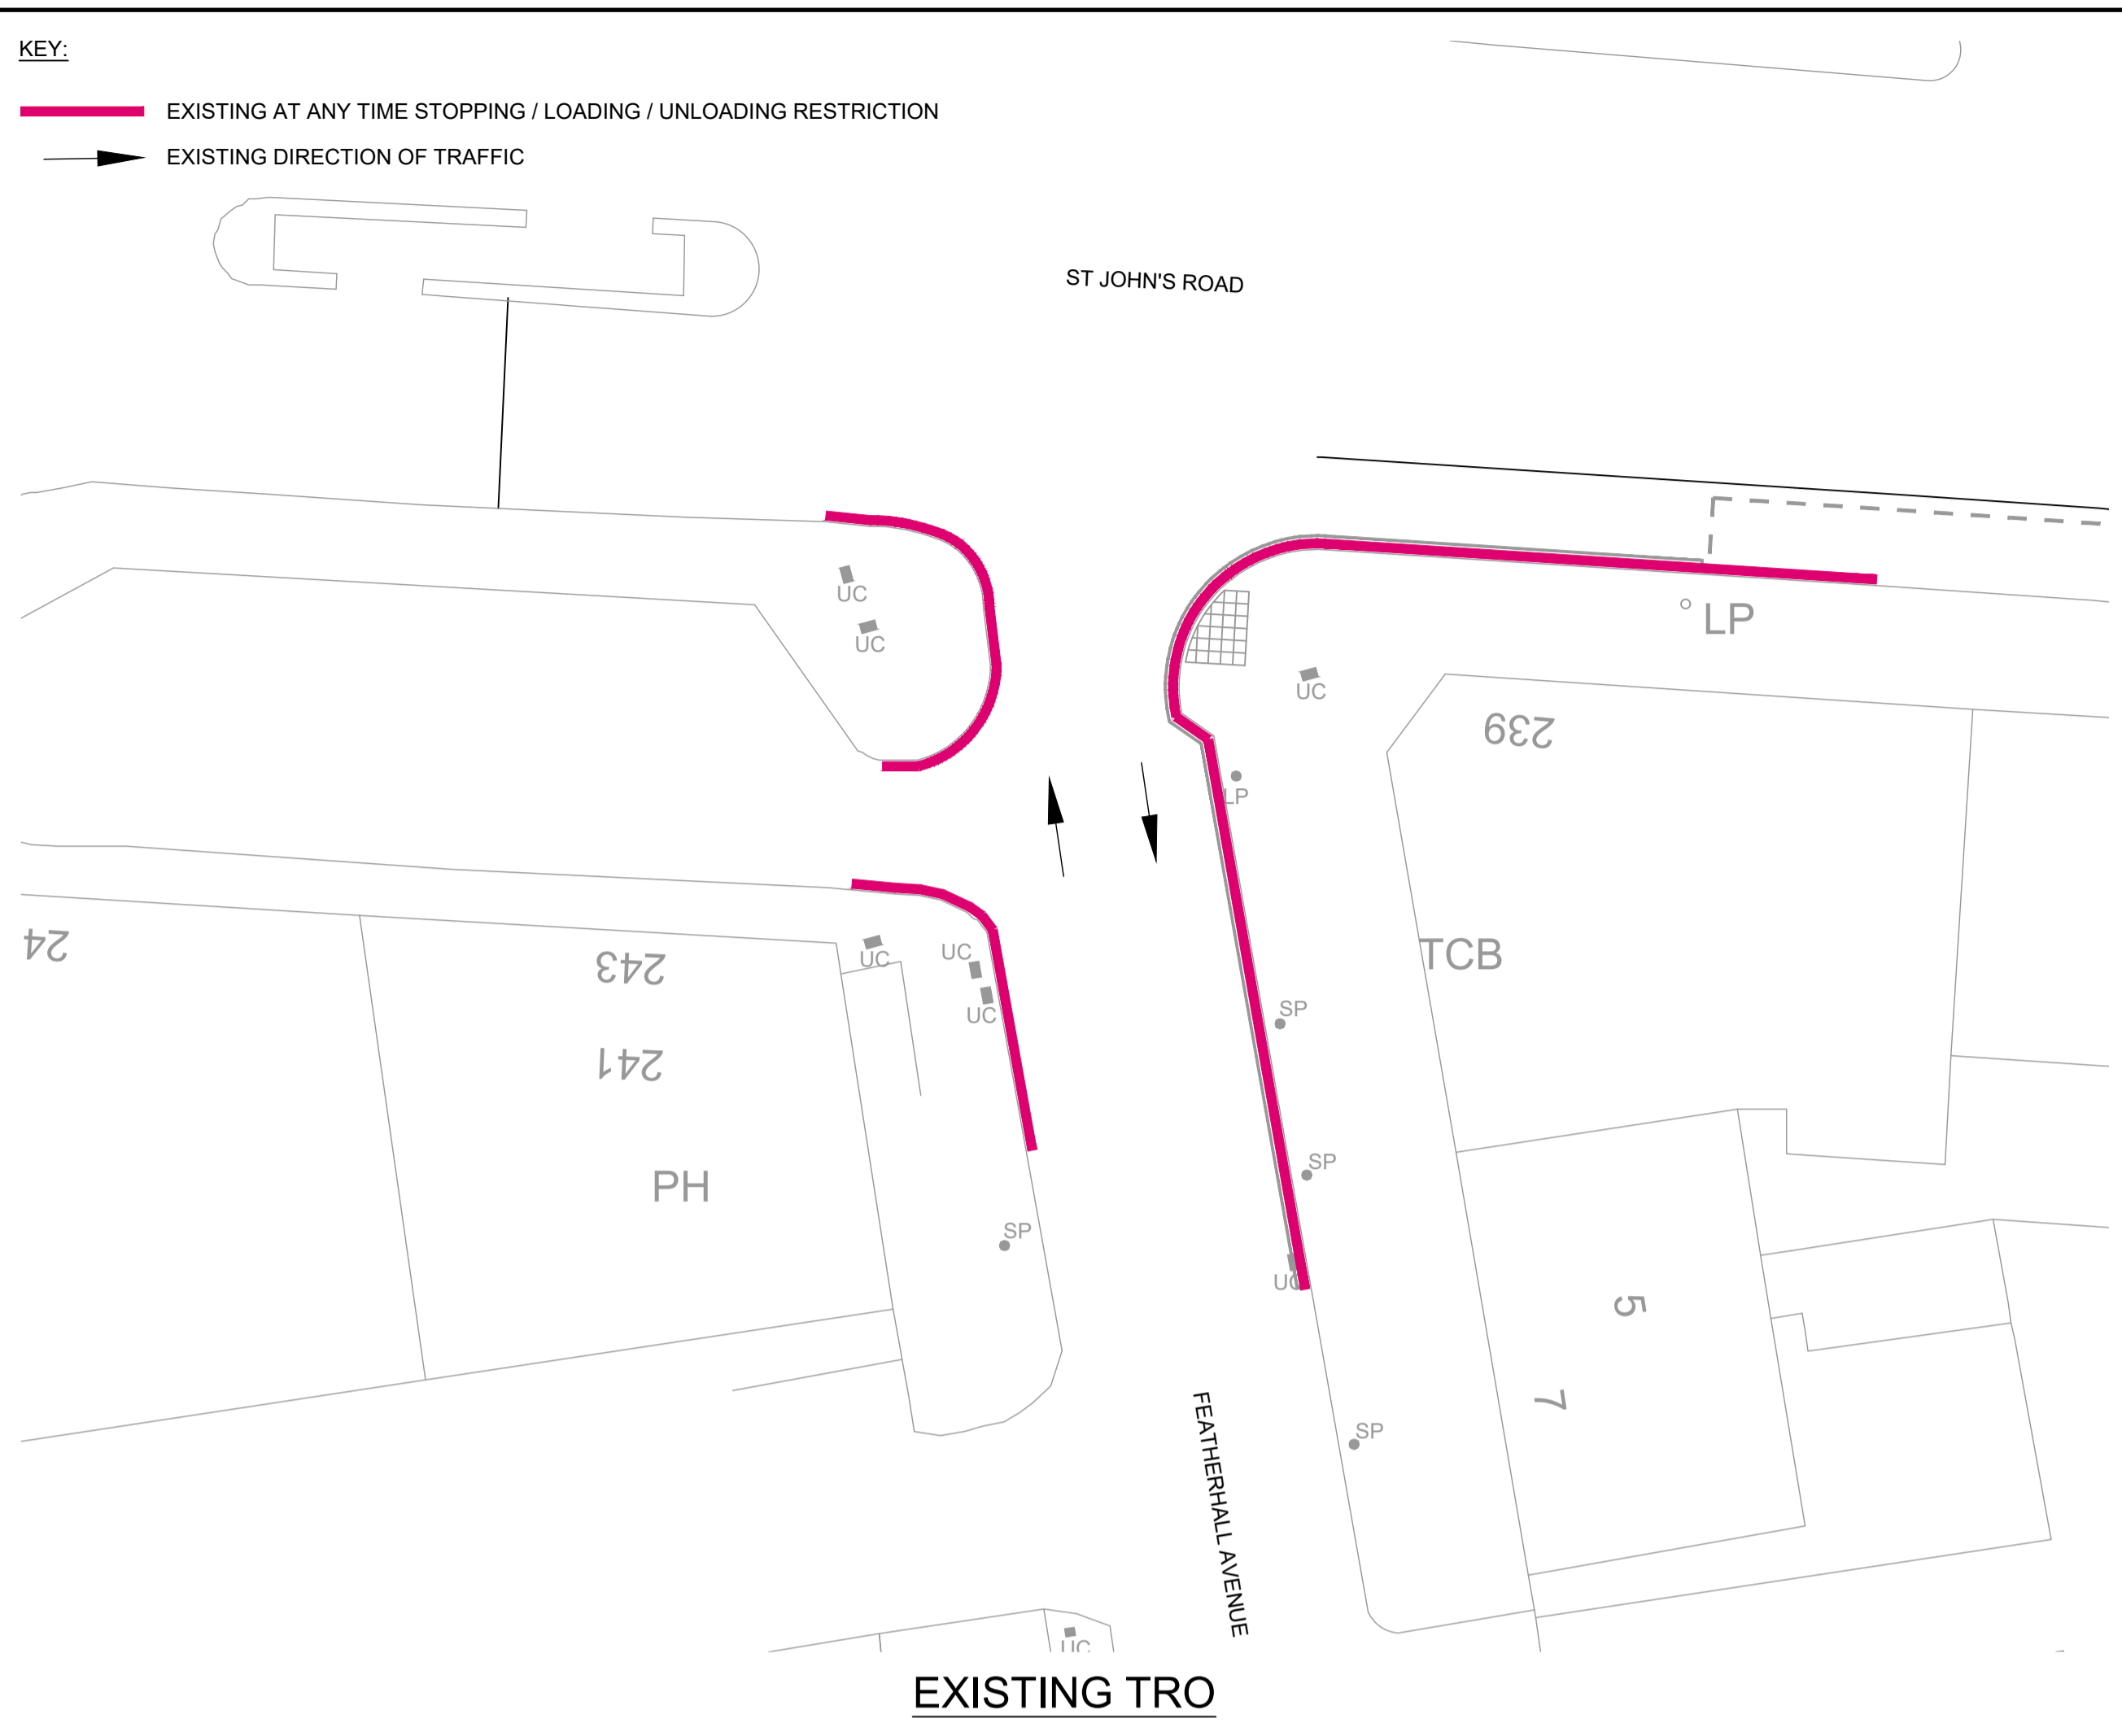 KEY:
EXISTING AT ANY TIME STOPPING / LOADING / UNLOADING RESTRICTION
EXISTING DIRECTION OF TRAFFIC
ST JOHN'S ROAD
UC
UC
LP
UC
239
LP
24
243
UC
UC
TCB
UC
SP
241
SP
PH
SP
UC
5
7
SP
FEATHERHALL AVENUE
UC
EXISTING TRO